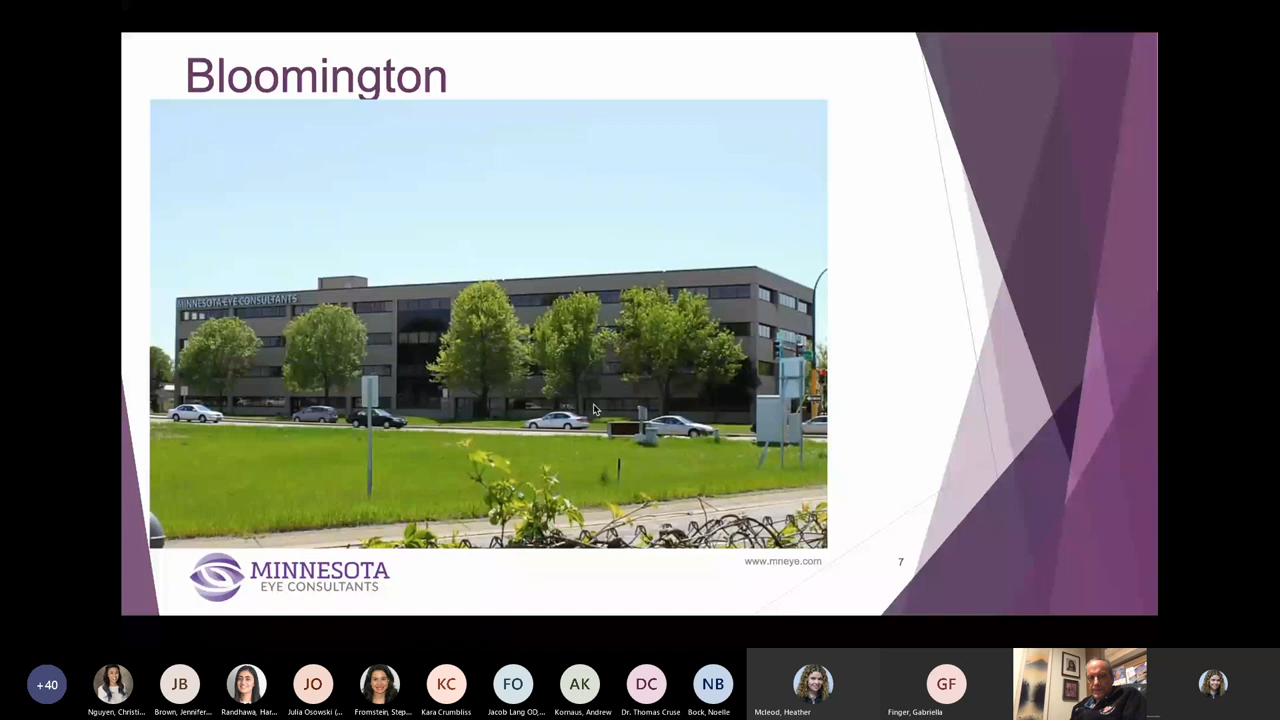 Bloomington
MINNESOTA EYE CONSULTANTS
MINNESOTA
EYE CONSULTANTS
www.mneye.com
7
+40
JB
JO
KC
FO
AK
DC
NB
GF
Nguyen, Christi...
Brown, Jennifer...
Randhawa, Har...
Julia Osowski (...
Fromstein, Step...
Kara Crumbliss
Jacob Lang OD,...
Kornaus, Andrew
Dr. Thomas Cruse
Bock, Noelle
Mcleod, Heather
Finger, Gabriella